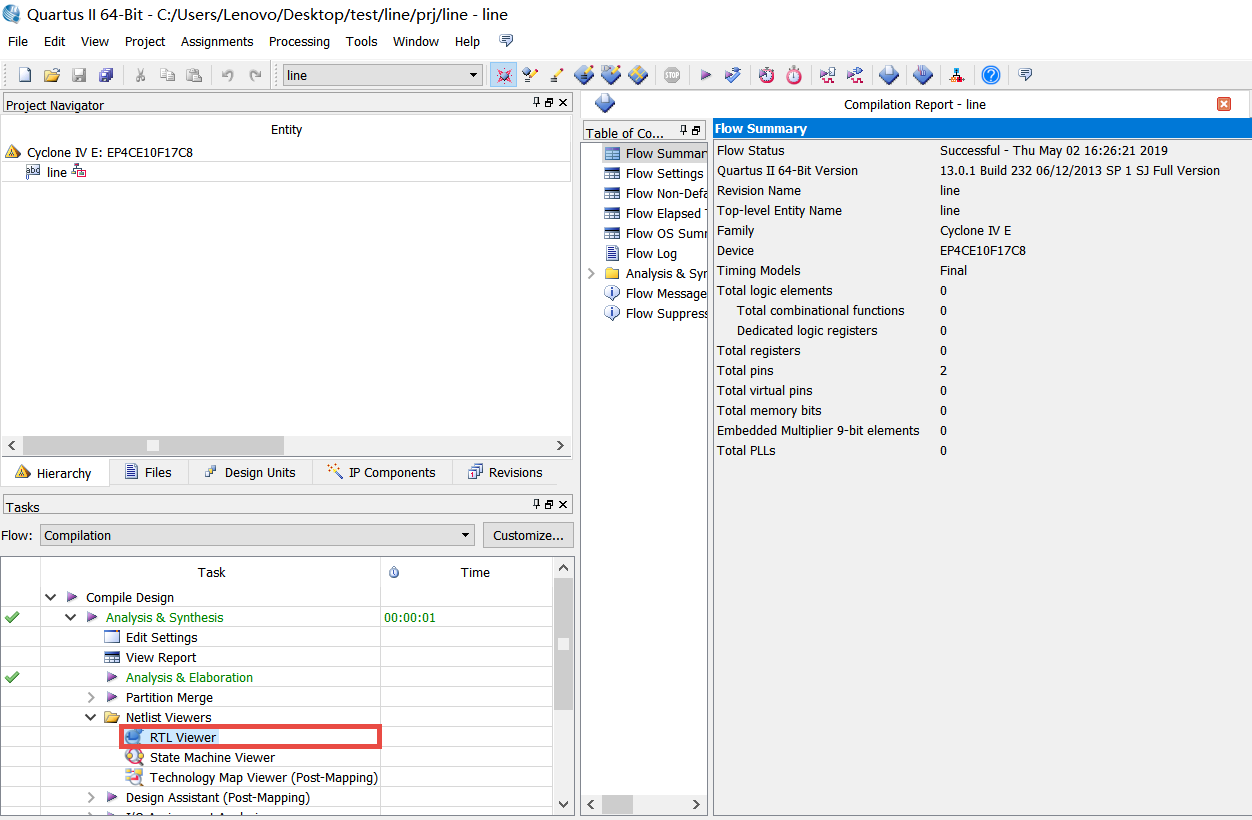 Quartus II 64-Bit - C:/Users/Lenovo/Desktop/test/line/prj/line - line
File Edit View Project Assignments Processing Tools Window Help
line
STOP
Project Navigator
Entity
Cyclone IV E: EP4CE10F17C8
abd line
Hierarchy Files Design Units IP Components Revisions
Tasks
Flow: Compilation Customize...
Task Time
Compile Design
Analysis & Synthesis 00:00:01
Edit Settings
View Report
Analysis & Elaboration
Partition Merge
Netlist Viewers
RTL Viewer
State Machine Viewer
Technology Map Viewer (Post-Mapping)
Design Assistant (Post-Mapping)
Compilation Report - line
Table of Co...
Flow Summar
Flow Settings
Flow Non-Defa
Flow Elapsed
Flow OS Sum
Flow Log
Analysis & Syn
Flow Message
Flow Suppress
Flow Summary
Flow Status Successful - Thu May 02 16:26:21 2019
Quartus II 64-Bit Version 13.0.1 Build 232 06/12/2013 SP 1 SJ Full Version
Revision Name line
Top-level Entity Name line
Family Cyclone IV E
Device EP4CE10F17C8
Timing Models Final
Total logic elements 0
Total combinational functions 0
Dedicated logic registers 0
Total registers 0
Total pins 2
Total virtual pins 0
Total memory bits 0
Embedded Multiplier 9-bit elements 0
Total PLLs 0